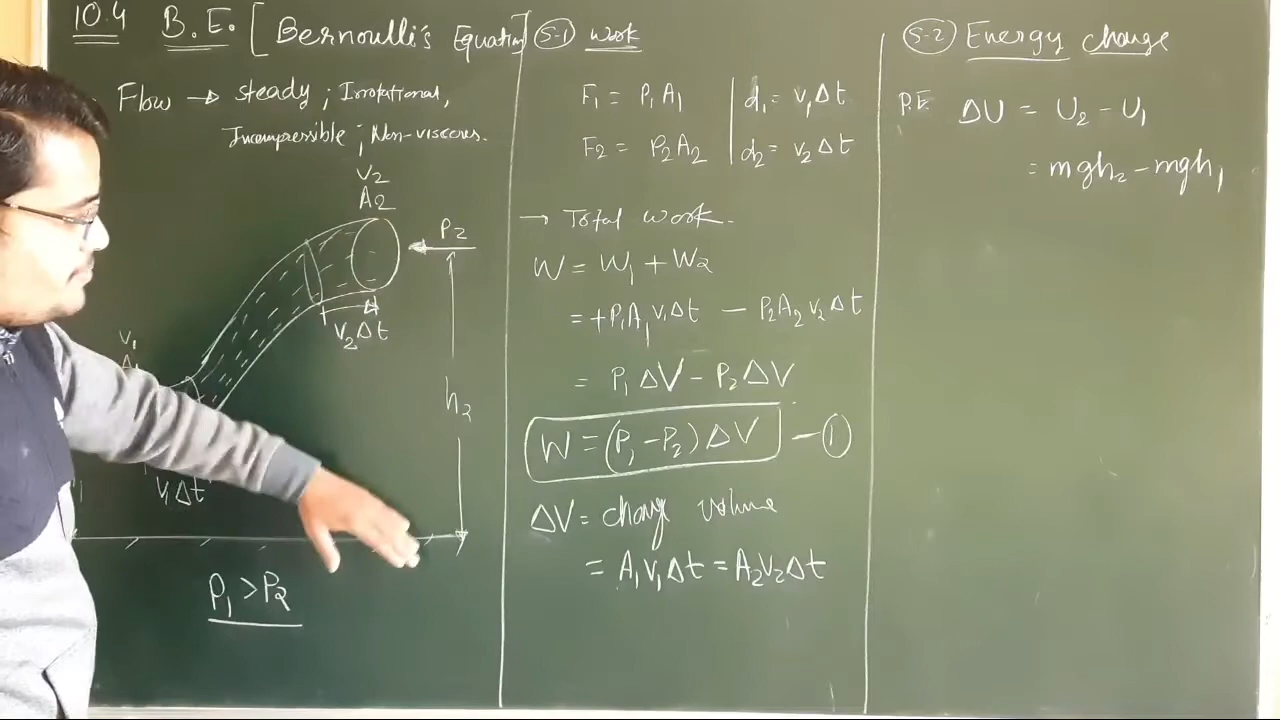 10.4 B.E. [Bernoulli's Equation]
Flow → steady ; Irrotational,
Incompressible ; Non-viscous.
V2
A2
P2
V2Δt
V1
h2
V1Δt
P1 > P2
S-1 Work
F1 = P1A1 | d1 = v1Δt
F2 = P2A2 | d2 = v2Δt
→ Total work.
W = W1 + W2
= +P1A1v1Δt – P2A2v2Δt
= P1ΔV – P2ΔV
W = (P1 – P2) ΔV —①
ΔV = change volume
= A1v1Δt = A2v2Δt
S-2 Energy change
P.E. ΔU = U2 – U1
= mgh2 – mgh1